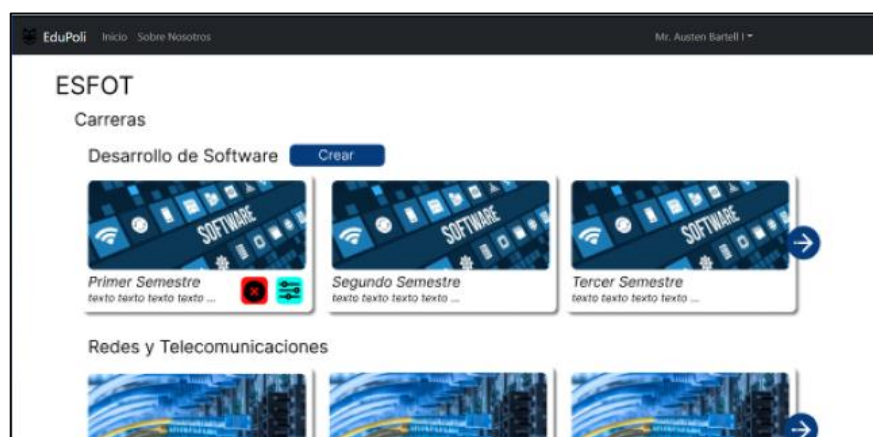 EduPoli Inicio Sobre Nosotros Mr. Austen Bartell I
ESFOT
Carreras
Desarrollo de Software Crear
SOFTWARE SOFTWARE SOFTWARE
Primer Semestre Segundo Semestre Tercer Semestre
texto texto texto texto ... texto texto texto texto ... texto texto texto texto ...
Redes y Telecomunicaciones